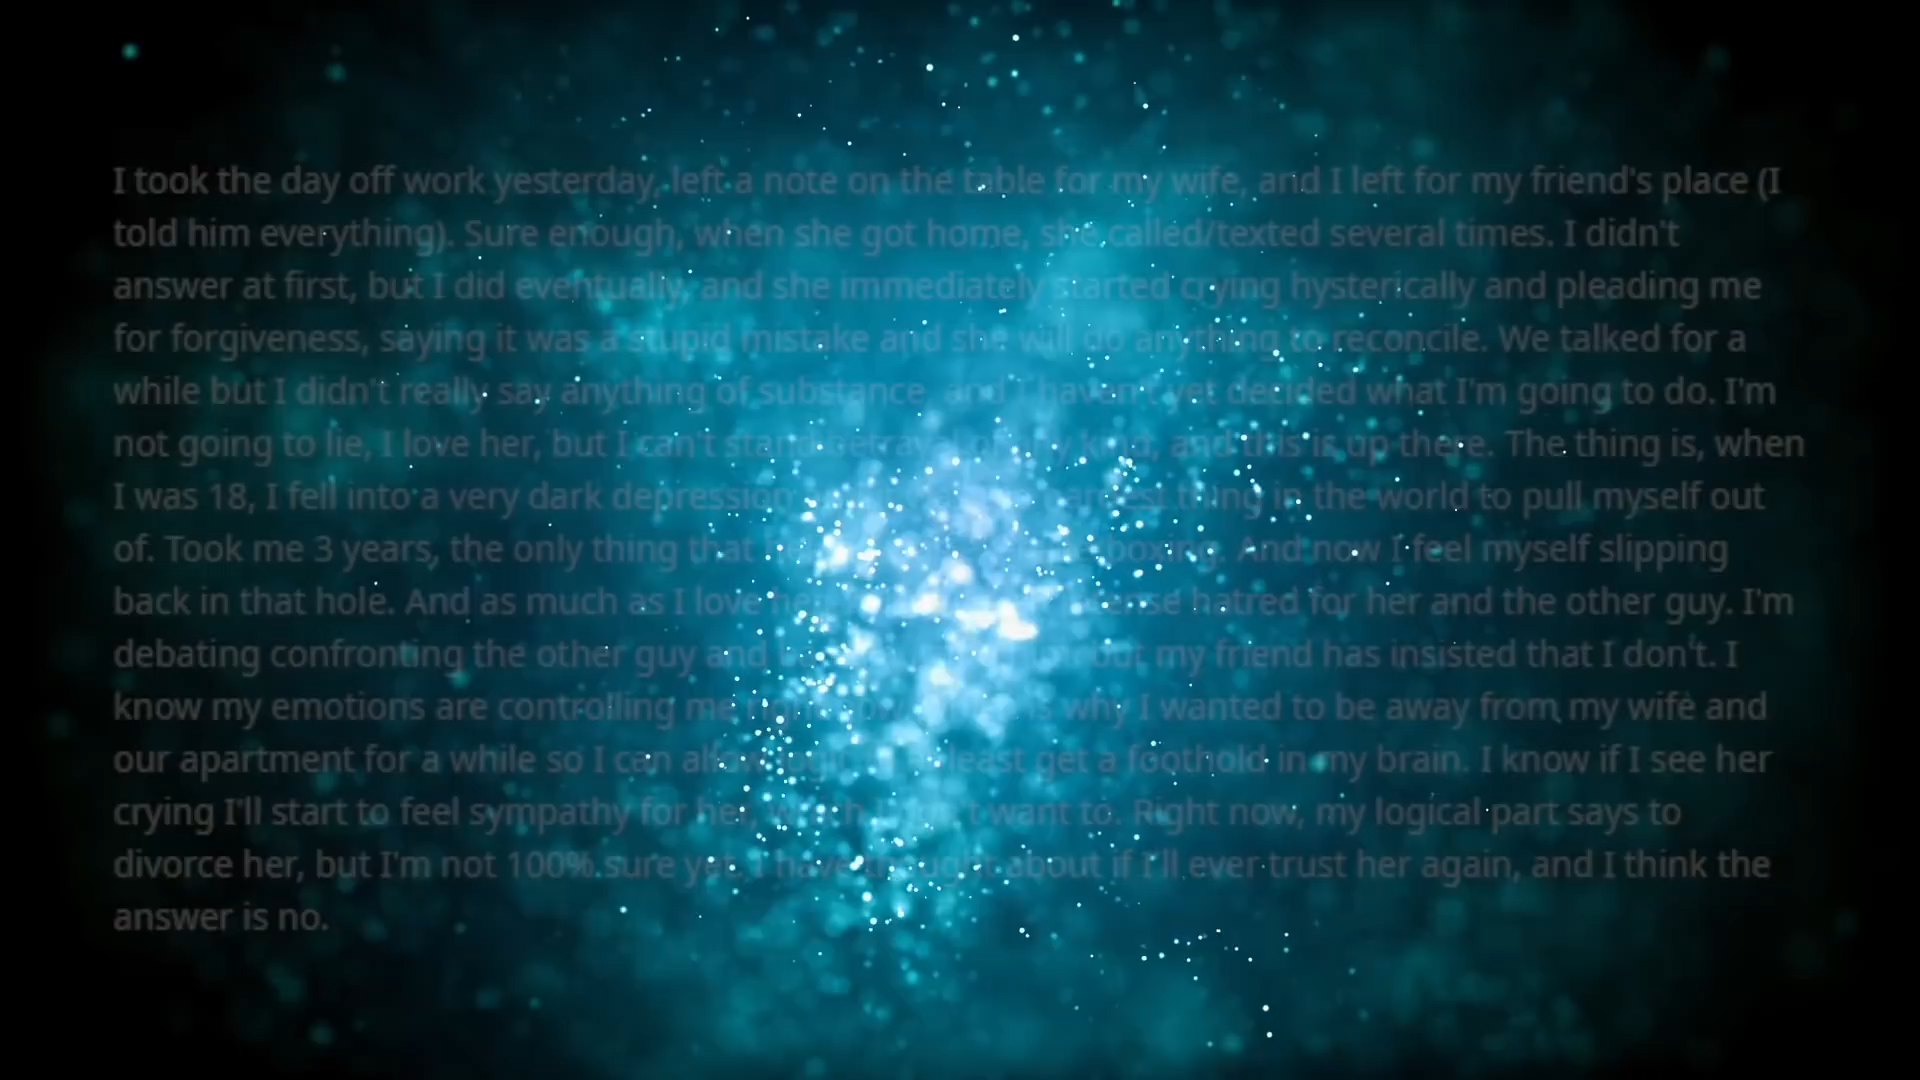 I took the day off work yesterday, left a note on the table for my wife, and I left for my friend's place (I
told him everything). Sure enough, when she got home, she called/texted several times. I didn't
answer at first, but I did eventually, and she immediately started crying hysterically and pleading me
for forgiveness, saying it was a stupid mistake and she will do anything to reconcile. We talked for a
while but I didn't really say anything of substance, and I haven't yet decided what I'm going to do. I'm
not going to lie, I love her, but I can't stand betrayal of any kind, and this is up there. The thing is, when
I was 18, I fell into a very dark depression hardest thing in the world to pull myself out
of. Took me 3 years, the only thing that boxing. And now I feel myself slipping
back in that hole. And as much as I love her hatred for her and the other guy. I'm
debating confronting the other guy and but my friend has insisted that I don't. I
know my emotions are controlling me why I wanted to be away from my wife and
our apartment for a while so I can least get a foothold in my brain. I know if I see her
crying I'll start to feel sympathy for her, which want to. Right now, my logical part says to
divorce her, but I'm not 100% sure yet. I have thought about if I'll ever trust her again, and I think the
answer is no.